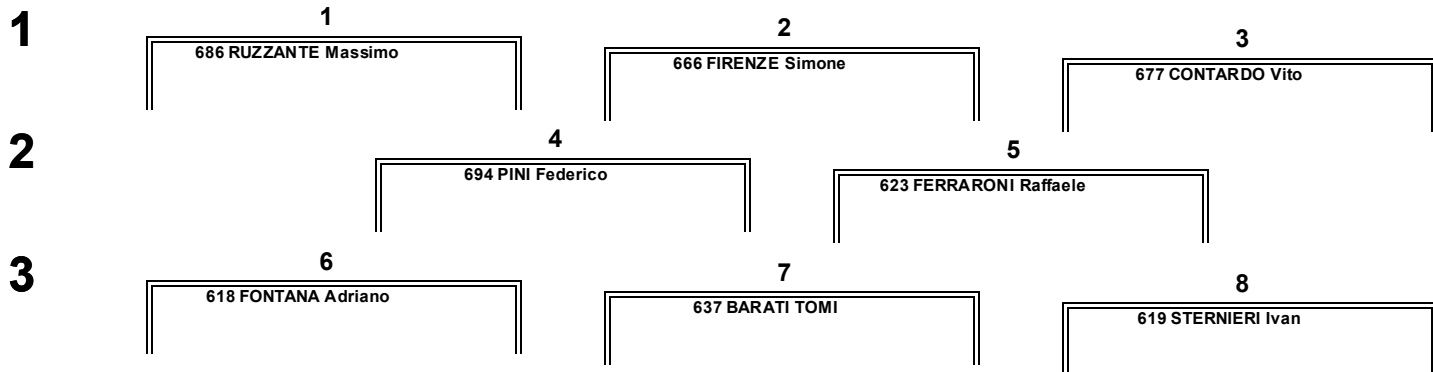 1
1
2
3
686 RUZZANTE Massimo
666 FIRENZE Simone
677 CONTARDO Vito
2
4
5
694 PINI Federico
623 FERRARONI Raffaele
3
6
7
8
618 FONTANA Adriano
637 BARATI TOMI
619 STERNIERI Ivan